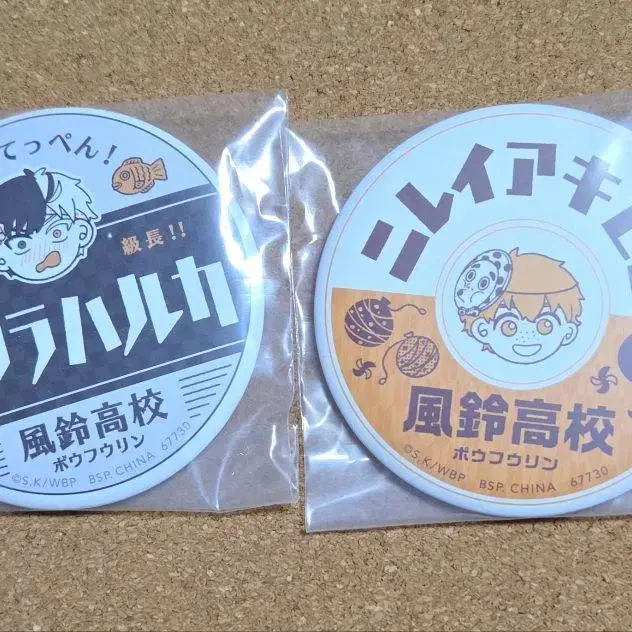 てっぺん!
級長!!
クラハルカ
風鈴高校
ボウフウリン
©S,K/WBP BSP. CHINA 67730
ニレイアキヒ
風鈴高校
ボウフウリン
©S,K/WBP BSP. CHINA 67730